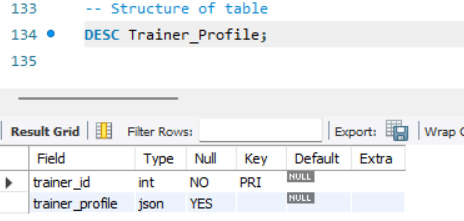 133 -- Structure of table
134 DESC Trainer_Profile;
135
Result Grid Filter Rows: Export: Wrap C
Field Type Null Key Default Extra
trainer_id int NO PRI NULL
trainer_profile json YES NULL